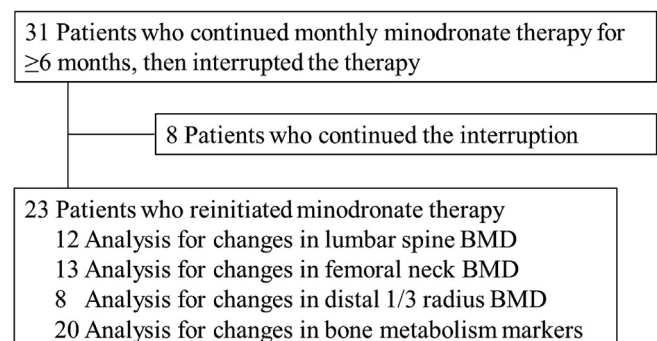 31 Patients who continued monthly minodronate therapy for
≥6 months, then interrupted the therapy
8 Patients who continued the interruption
23 Patients who reinitiated minodronate therapy
12 Analysis for changes in lumbar spine BMD
13 Analysis for changes in femoral neck BMD
8 Analysis for changes in distal 1/3 radius BMD
20 Analysis for changes in bone metabolism markers